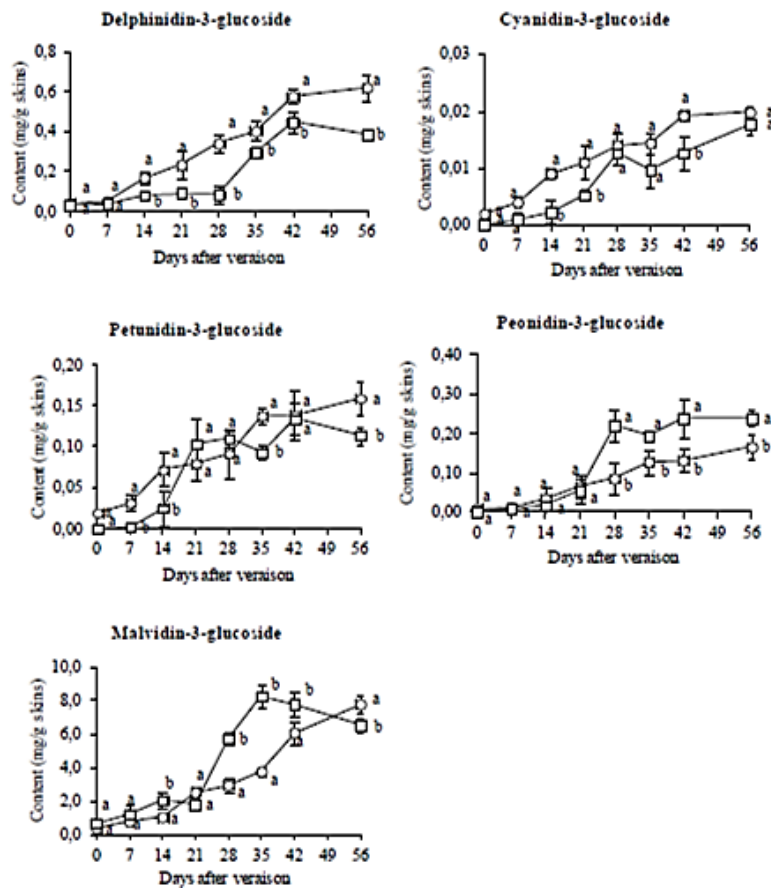 Delphinidin-3-glucoside
Content (mg/g skins)
0,8
0,6
0,4
0,2
0,0
a a a a a a a a
a a b b b b b b
0 7 14 21 28 35 42 56
Days after veraison
Cyanidin-3-glucoside
Content (mg/g skins)
0,03
0,02
0,01
0,00
a a a a a a a a
a a b b a a b a
0 7 14 21 28 35 42 56
Days after veraison
Petunidin-3-glucoside
Content (mg/g skins)
0,20
0,15
0,10
0,05
0,00
a a a a a a a
a b b a a b a b
0 7 14 21 28 35 42 56
Days after veraison
Peonidin-3-glucoside
Content (mg/g skins)
0,40
0,30
0,20
0,10
0,00
a a a a a a a a
a a a a b b b b
0 7 14 21 28 35 42 56
Days after veraison
Malvidin-3-glucoside
Content (mg/g skins)
10,0
8,0
6,0
4,0
2,0
0,0
a a b a b b b a
a a a a a a b
0 7 14 21 28 35 42 56
Days after veraison